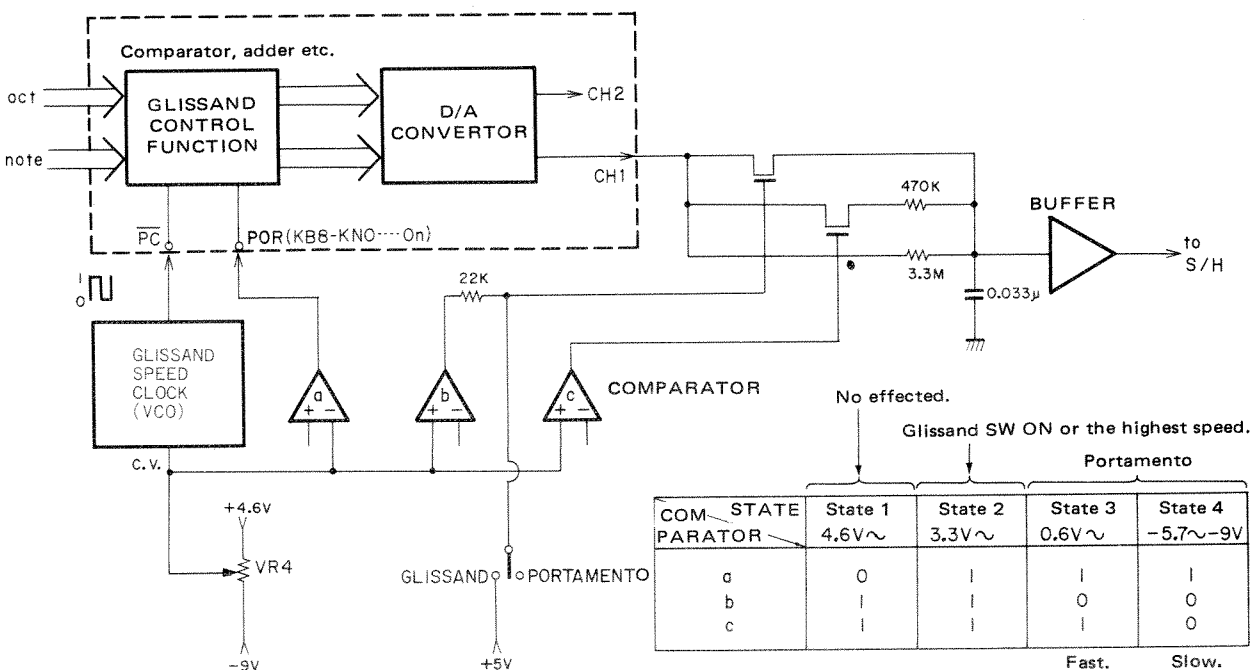 Comparator, adder etc.
oct
note
GLISSAND
CONTROL
FUNCTION
D/A
CONVERTOR
CH2
CH1
PC
POR(KB8-KNO····On)
1
0
GLISSAND
SPEED
CLOCK
(VCO)
C.V.
22K
470K
3.3M
0.033μ
BUFFER
to
S/H
a
+ -
b
+ -
c
+ -
COMPARATOR
+4.6V
VR4
-9V
GLISSAND
PORTAMENTO
+5V
No effected.
Glissand SW ON or the highest speed.
Portamento
COM-
PARATOR
STATE
State 1
4.6V~
State 2
3.3V~
State 3
0.6V~
State 4
-5.7~-9V
a 0 1 1 1
b 1 1 0 0
c 1 1 1 0
Fast. Slow.